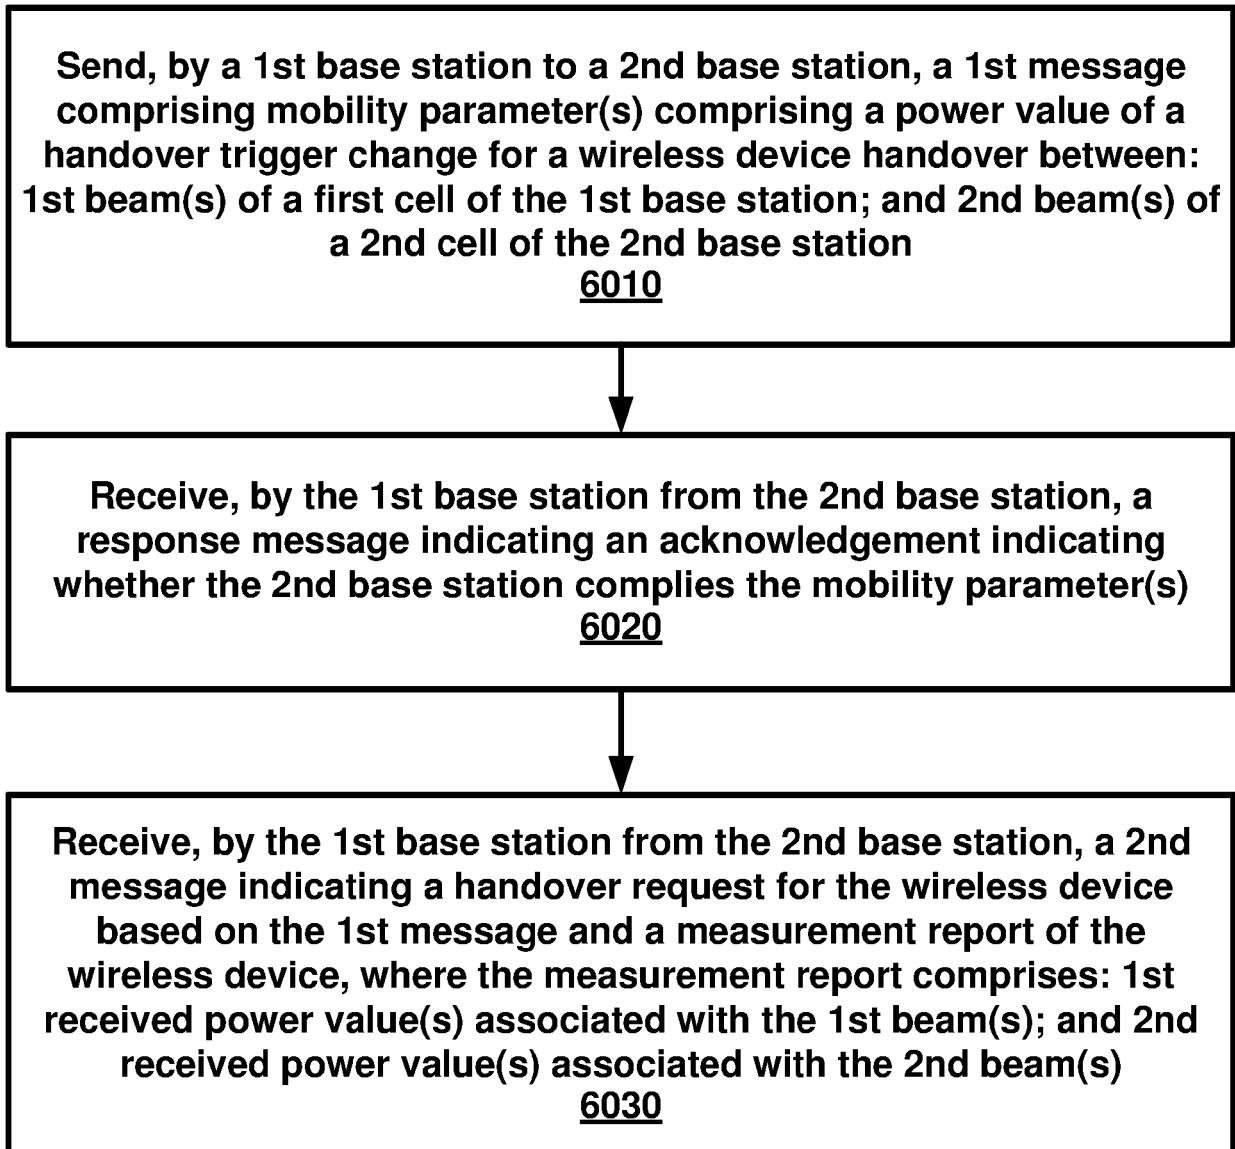 Send, by a 1st base station to a 2nd base station, a 1st message
comprising mobility parameter(s) comprising a power value of a
handover trigger change for a wireless device handover between:
1st beam(s) of a first cell of the 1st base station; and 2nd beam(s) of
a 2nd cell of the 2nd base station
6010
Receive, by the 1st base station from the 2nd base station, a
response message indicating an acknowledgement indicating
whether the 2nd base station complies the mobility parameter(s)
6020
Receive, by the 1st base station from the 2nd base station, a 2nd
message indicating a handover request for the wireless device
based on the 1st message and a measurement report of the
wireless device, where the measurement report comprises: 1st
received power value(s) associated with the 1st beam(s); and 2nd
received power value(s) associated with the 2nd beam(s)
6030